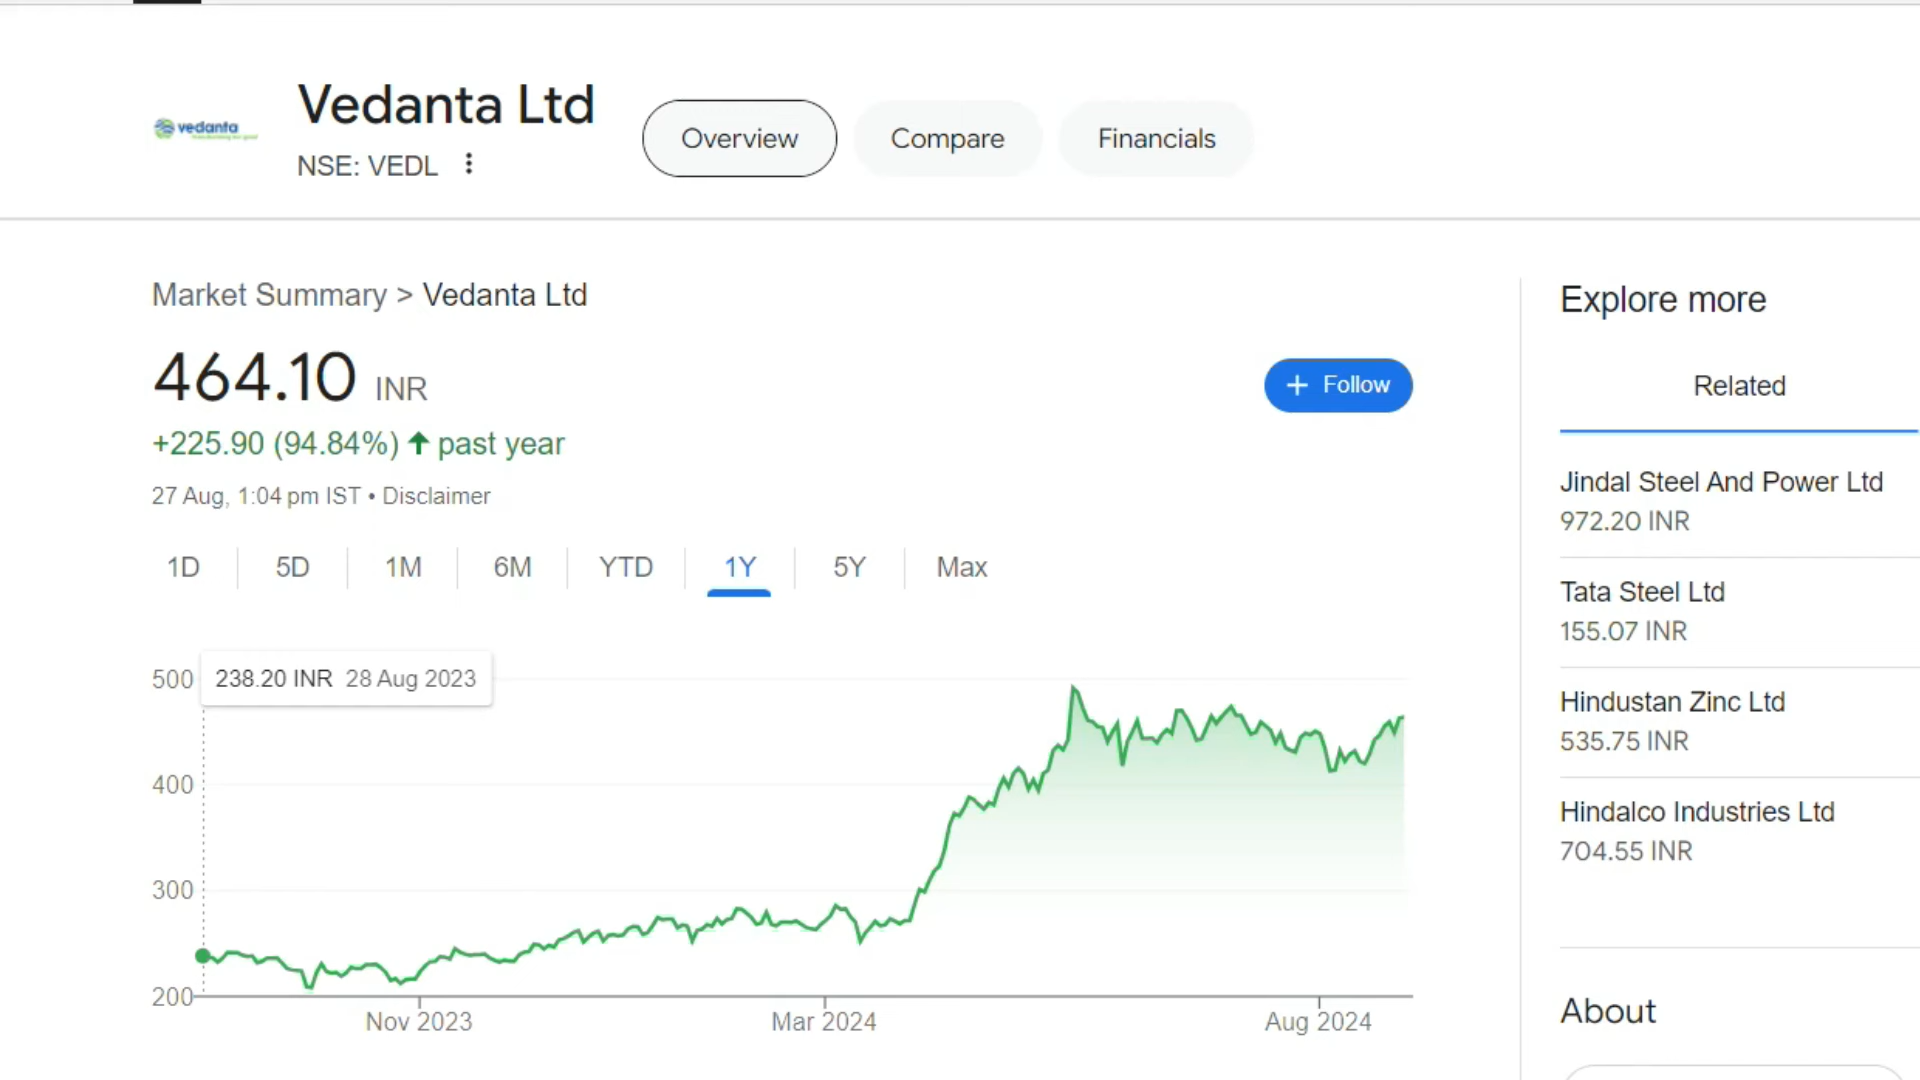 vedanta
Vedanta Ltd
NSE: VEDL
Overview
Compare
Financials
Market Summary > Vedanta Ltd
464.10 INR
+225.90 (94.84%) ↑ past year
27 Aug, 1:04 pm IST • Disclaimer
+ Follow
1D
5D
1M
6M
YTD
1Y
5Y
Max
238.20 INR 28 Aug 2023
500
400
300
200
Nov 2023
Mar 2024
Aug 2024
Explore more
Related
Jindal Steel And Power Ltd
972.20 INR
Tata Steel Ltd
155.07 INR
Hindustan Zinc Ltd
535.75 INR
Hindalco Industries Ltd
704.55 INR
About